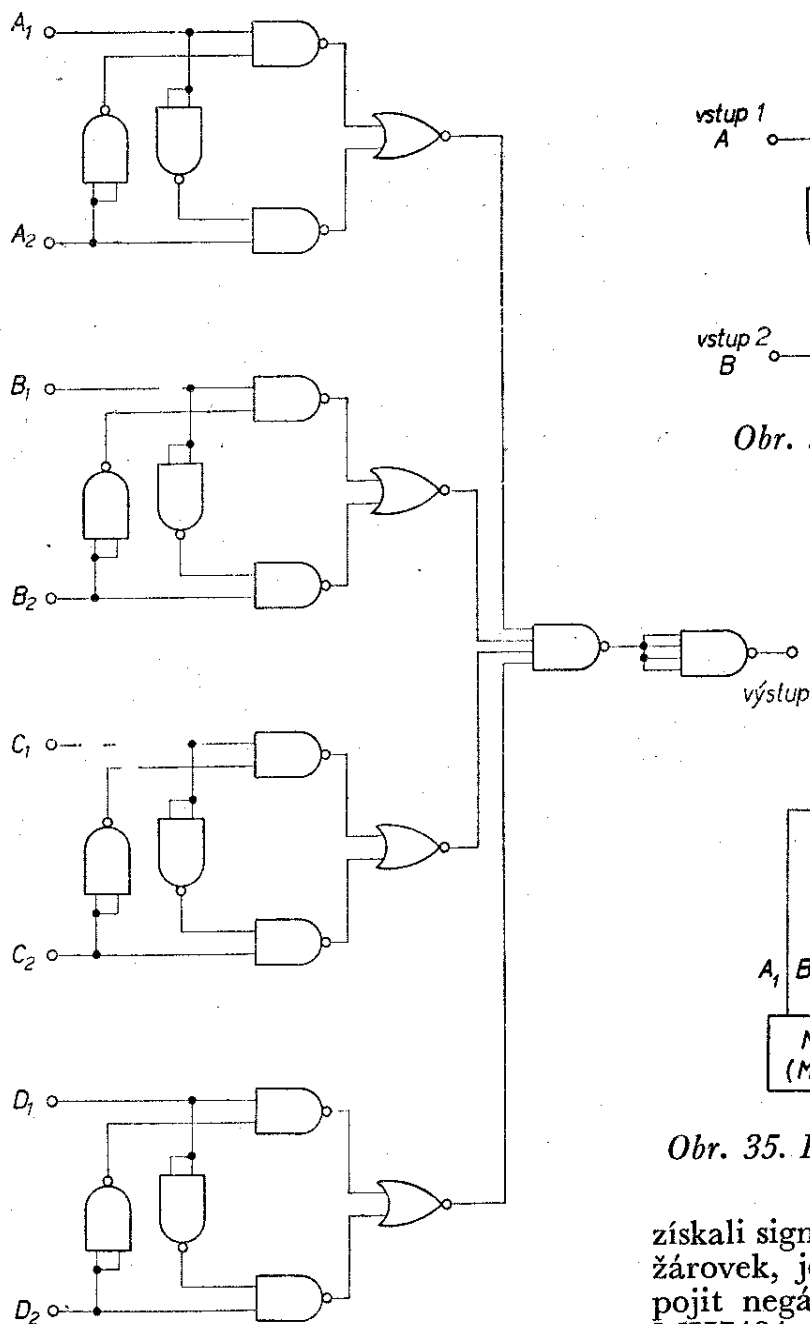 A₁
A₂
B₁
B₂
C₁
C₂
D₁
D₂
výstup
vstup 1
A
vstup 2
B
Obr.
A₁ B
(M
Obr. 35.
získali sign
žárovek, j
pojit negá